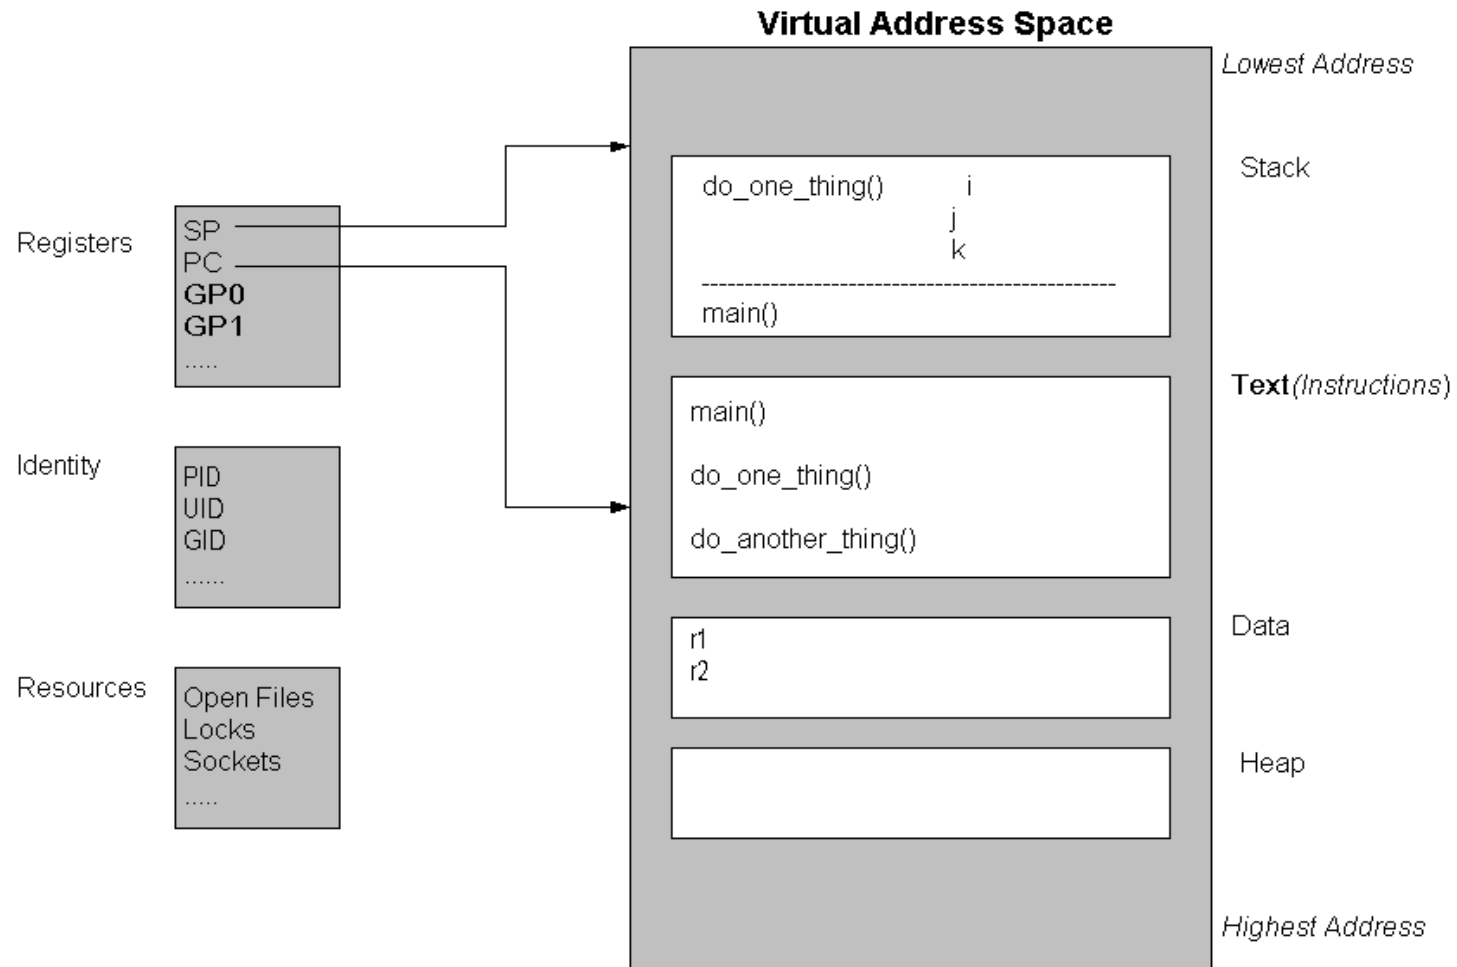 Virtual Address Space
Lowest Address
Stack
do_one_thing() i
j
k
-------------------------------------------------
main()
Registers
SP
PC
GP0
GP1
.....
Text(Instructions)
main()
do_one_thing()
do_another_thing()
Identity
PID
UID
GID
......
Data
r1
r2
Resources
Open Files
Locks
Sockets
.....
Heap
Highest Address